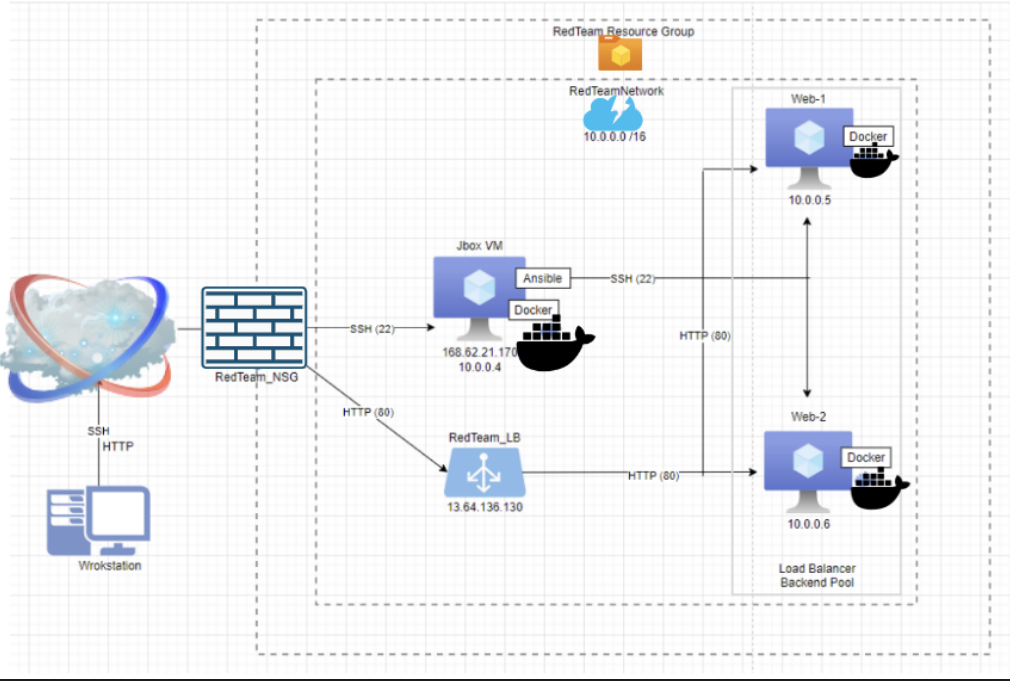 RedTeam Resource Group
RedTeamNetwork
10.0.0.0 /16
Web-1
Docker
10.0.0.5
Jbox VM
Ansible
SSH (22)
Docker
SSH (22)
168.62.21.170
10.0.0.4
HTTP (80)
RedTeam_NSG
HTTP (80)
Web-2
SSH
HTTP
RedTeam_LB
Docker
HTTP (80)
13.64.136.130
10.0.0.6
Wrokstation
Load Balancer
Backend Pool